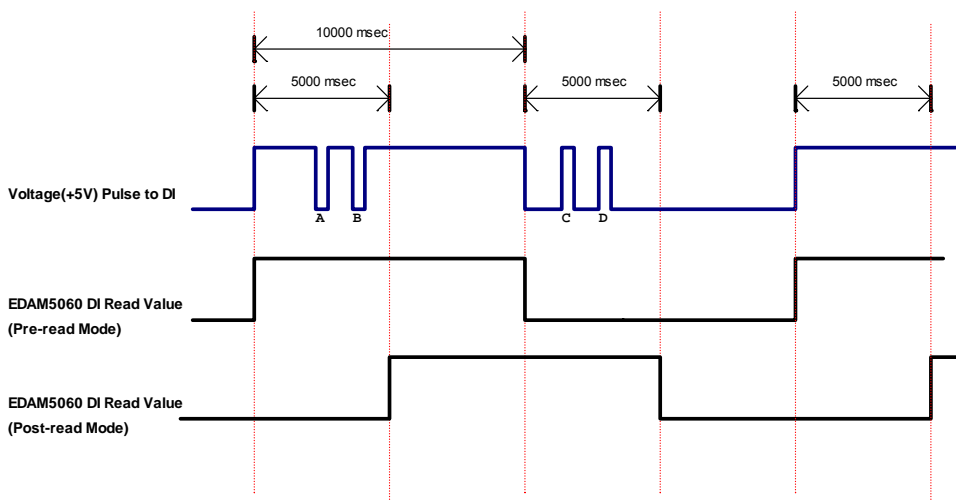 10000 msec
5000 msec
5000 msec
5000 msec
Voltage(+5V) Pulse to DI
A
B
C
D
EDAM5060 DI Read Value
(Pre-read Mode)
EDAM5060 DI Read Value
(Post-read Mode)